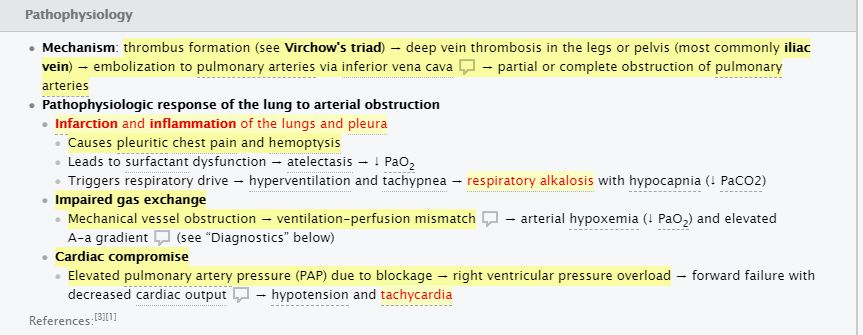 Pathophysiology
Mechanism: thrombus formation (see Virchow's triad) → deep vein thrombosis in the legs or pelvis (most commonly iliac
vein) → embolization to pulmonary arteries via inferior vena cava → partial or complete obstruction of pulmonary
arteries
Pathophysiologic response of the lung to arterial obstruction
Infarction and inflammation of the lungs and pleura
Causes pleuritic chest pain and hemoptysis
Leads to surfactant dysfunction → atelectasis → ↓ PaO₂
Triggers respiratory drive → hyperventilation and tachypnea → respiratory alkalosis with hypocapnia (↓ PaCO2)
Impaired gas exchange
Mechanical vessel obstruction → ventilation-perfusion mismatch → arterial hypoxemia (↓ PaO₂) and elevated
A-a gradient (see “Diagnostics” below)
Cardiac compromise
Elevated pulmonary artery pressure (PAP) due to blockage → right ventricular pressure overload → forward failure with
decreased cardiac output → hypotension and tachycardia
References:[3][1]